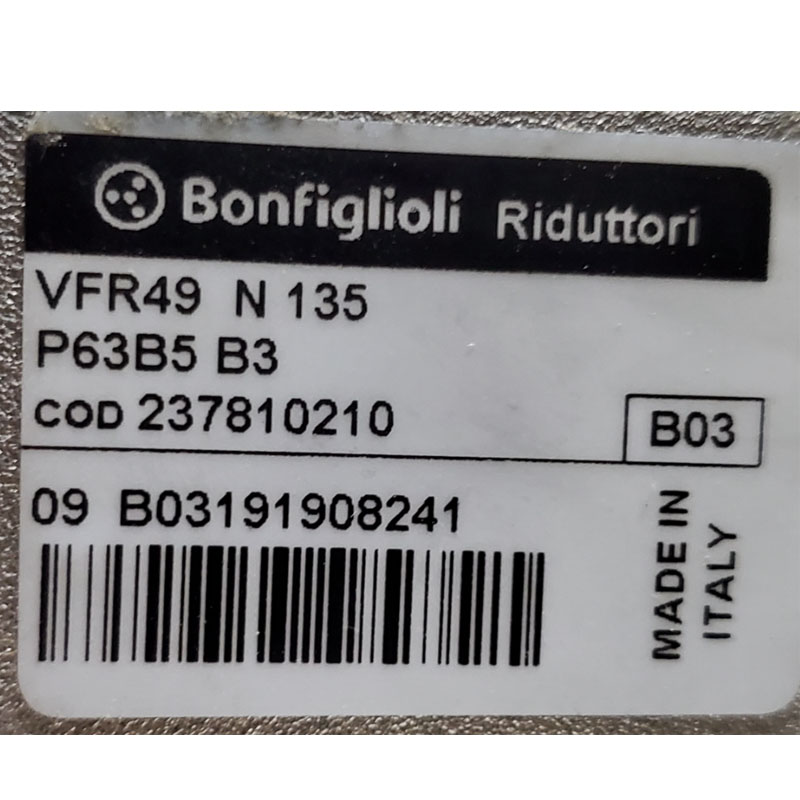 Bonfiglioli Riduttori
VFR49 N 135
P63B5 B3
COD 237810210
B03
09 B03191908241
MADE IN
ITALY